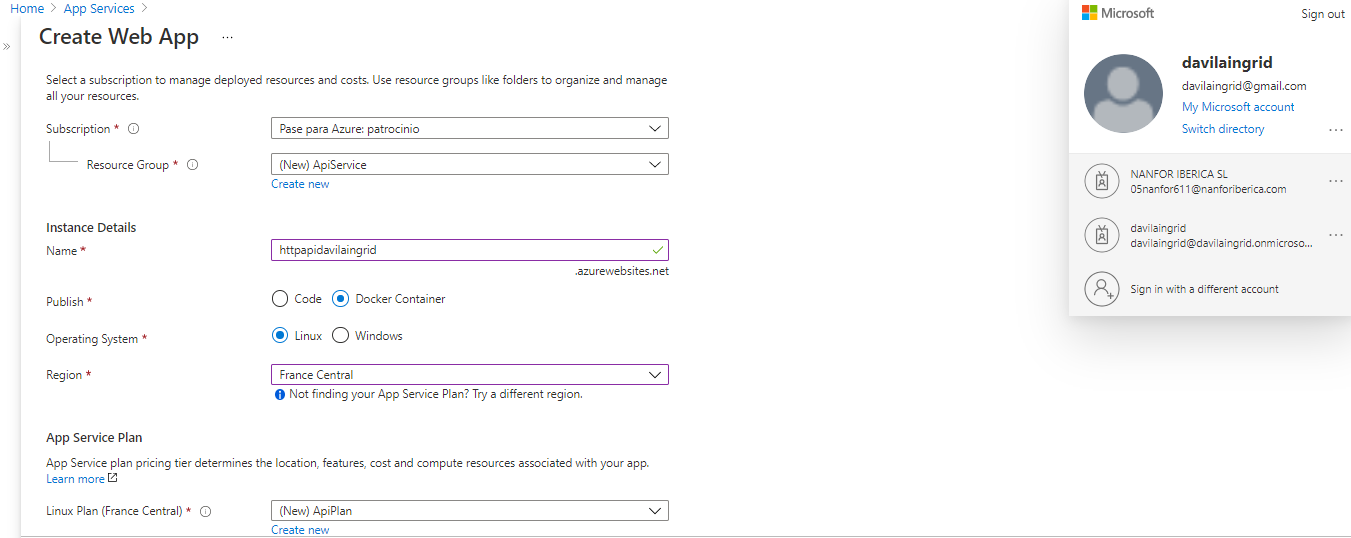 Home > App Services >
»
Create Web App ...
Select a subscription to manage deployed resources and costs. Use resource groups like folders to organize and manage
all your resources.
Subscription *
Pase para Azure: patrocinio
Resource Group *
(New) ApiService
Create new
Instance Details
Name *
httpapidavilaingrid
.azurewebsites.net
Publish *
Code
Docker Container
Operating System *
Linux
Windows
Region *
France Central
Not finding your App Service Plan? Try a different region.
App Service Plan
App Service plan pricing tier determines the location, features, cost and compute resources associated with your app.
Learn more
Linux Plan (France Central) *
(New) ApiPlan
Create new
Microsoft
Sign out
davilaingrid
davilaingrid@gmail.com
My Microsoft account
Switch directory
...
NANFOR IBERICA SL
05nanfor611@nanforiberica.com
...
davilaingrid
davilaingrid@davilaingrid.onmicroso...
...
Sign in with a different account